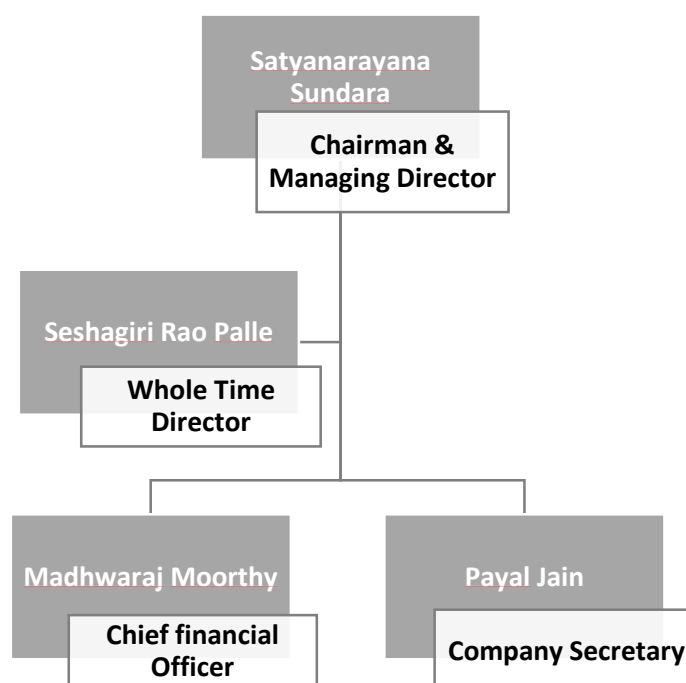 Satyanarayana
Sundara
Chairman &
Managing Director
Seshagiri Rao Palle
Whole Time
Director
Madhwaraj Moorthy
Chief financial
Officer
Payal Jain
Company Secretary